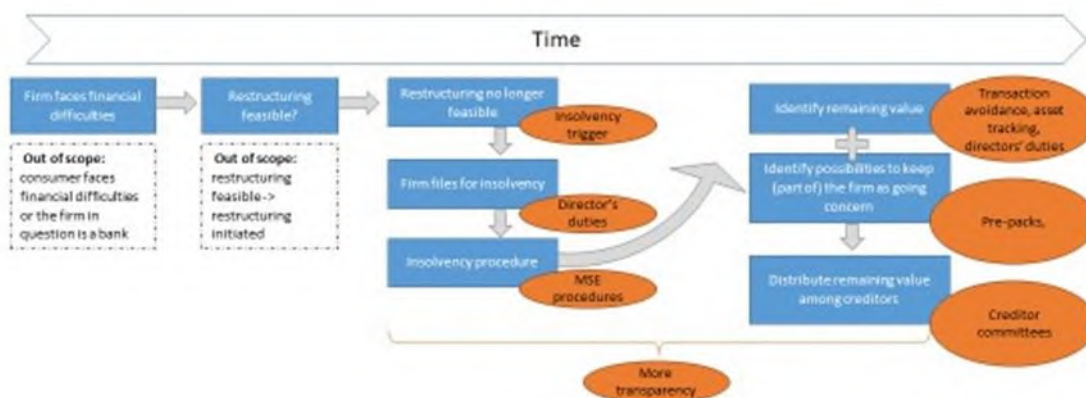 Time
Firm faces financial
difficulties
Out of scope:
consumer faces
financial difficulties
or the firm in
question is a bank
Restructuring
feasible?
Out of scope:
restructuring
feasible->
restructuring
initiated
Restructuring no longer
feasible
Insolvency
trigger
Firm files for insolvency
Director's
duties
Insolvency procedure
MSE
procedures
Identify remaining value
Transaction
avoidance, asset
tracking,
directors' duties
Identify possibilities to keep
(part of) the firm as going
concern
Pre-packs,
Distribute remaining value
among creditors
Creditor
committees
More
transparency